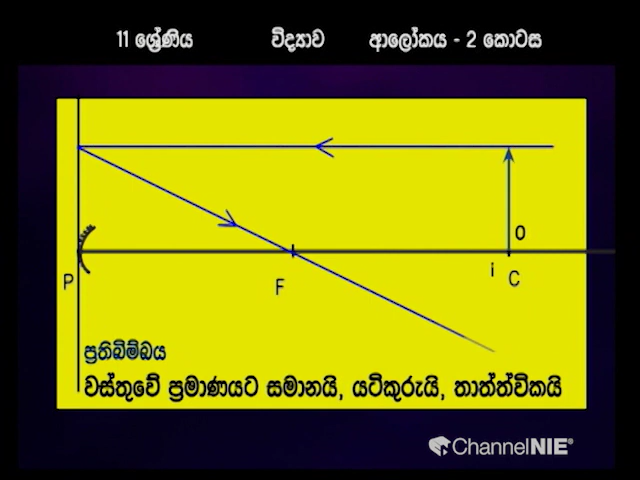 11 ශ්‍රේණිය විද්‍යාව ආලෝකය - 2 කොටස
O
P F i C
ප්‍රතිබිම්බය
වස්තුවේ ප්‍රමාණයට සමානයි, යටිකුරුයි, තාත්ත්විකයි
ChannelNIE